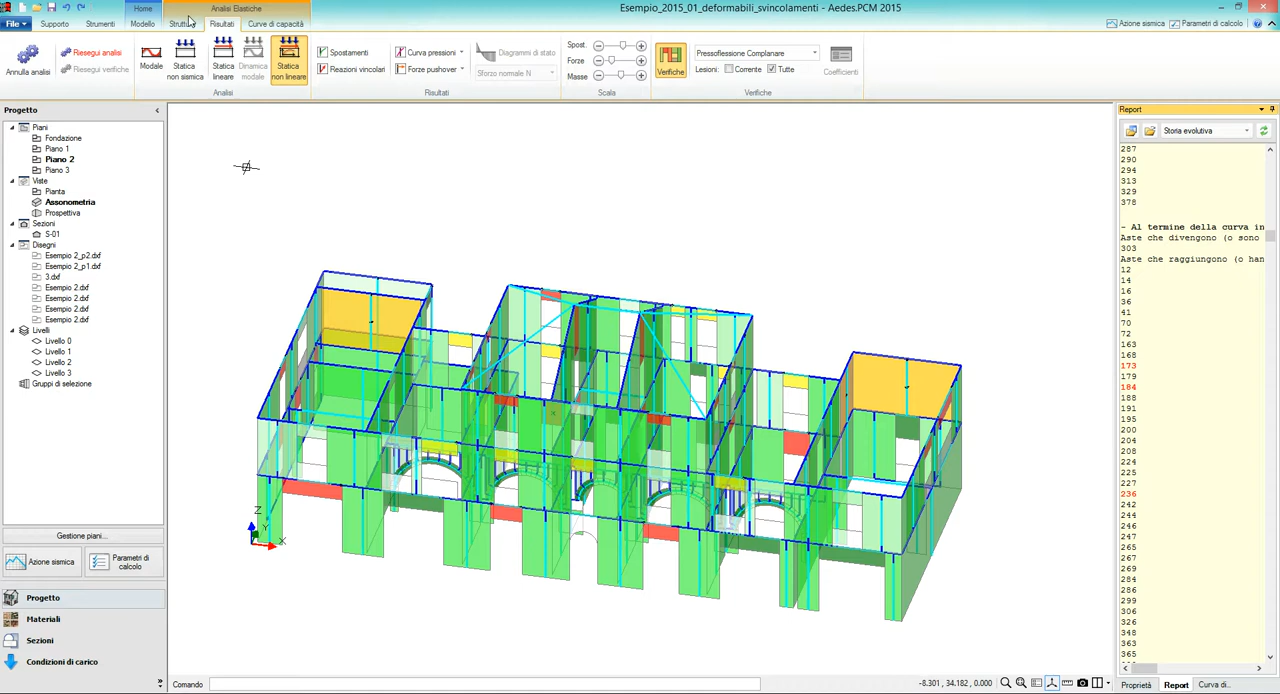 Home
Analisi Elastiche
Esempio_2015_01_deformabili_svincolamenti - Aedes.PCM 2015
File
Supporto
Strumenti
Modello
Risultati
Curve di capacità
Azione sismica
Parametri di calcolo
Annulla analisi
Riesegui analisi
Riesegui verifiche
Modale
Statica non sismica
Statica lineare
Dinamica modale
Statica non lineare
Analisi
Spostamenti
Reazioni vincolari
Curva pressioni
Forze pushover
Diagrammi di stato
Sforzo normale N
Risultati
Spost.
Forze
Masse
Scala
Verifiche
Pressoflessione Complanare
Lesioni:
Corrente
Tutte
Coefficienti
Verifiche
Progetto
Piani
Fondazione
Piano 1
Piano 2
Piano 3
Viste
Pianta
Assonometria
Prospettiva
Sezioni
S-01
Disegni
Esempio 2_p2.dxf
Esempio 2_p1.dxf
3.dxf
Esempio 2.dxf
Esempio 2.dxf
Esempio 2.dxf
Esempio 2.dxf
Livelli
Livello 0
Livello 1
Livello 2
Livello 3
Gruppi di selezione
Gestione piani...
Azione sismica
Parametri di calcolo
Progetto
Materiali
Sezioni
Condizioni di carico
Z
Y
X
Comando
-8.301, 34.182, 0.000
Report
Storia evolutiva
287
290
294
313
329
378
- Al termine della curva in
Aste che divengono (o sono
303
Aste che raggiungono (o han
12
14
16
36
41
70
72
163
168
173
179
184
188
191
195
200
204
208
224
225
227
236
242
244
246
247
265
267
269
284
286
299
306
326
348
363
365
Proprietà
Report
Curva di...